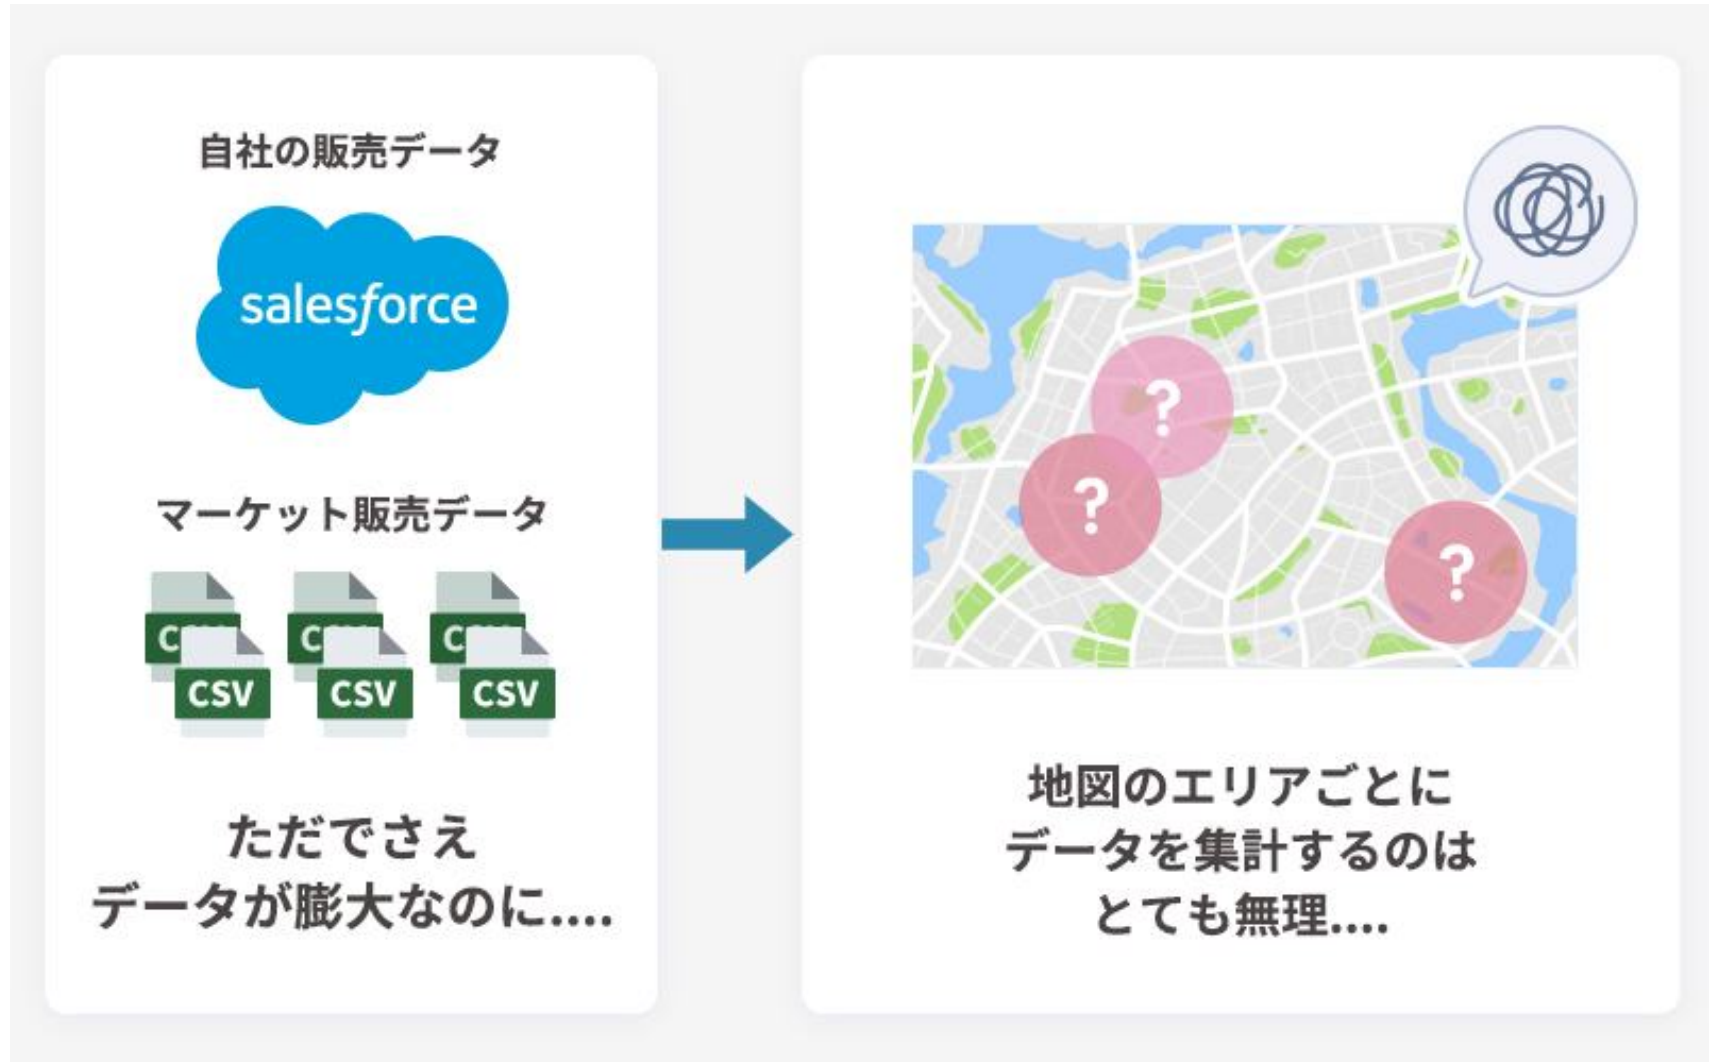 自社の販売データ
salesforce
マーケット販売データ
CSV
CSV
CSV
ただでさえ
データが膨大なのに....
?
?
?
地図のエリアごとに
データを集計するのは
とても無理....